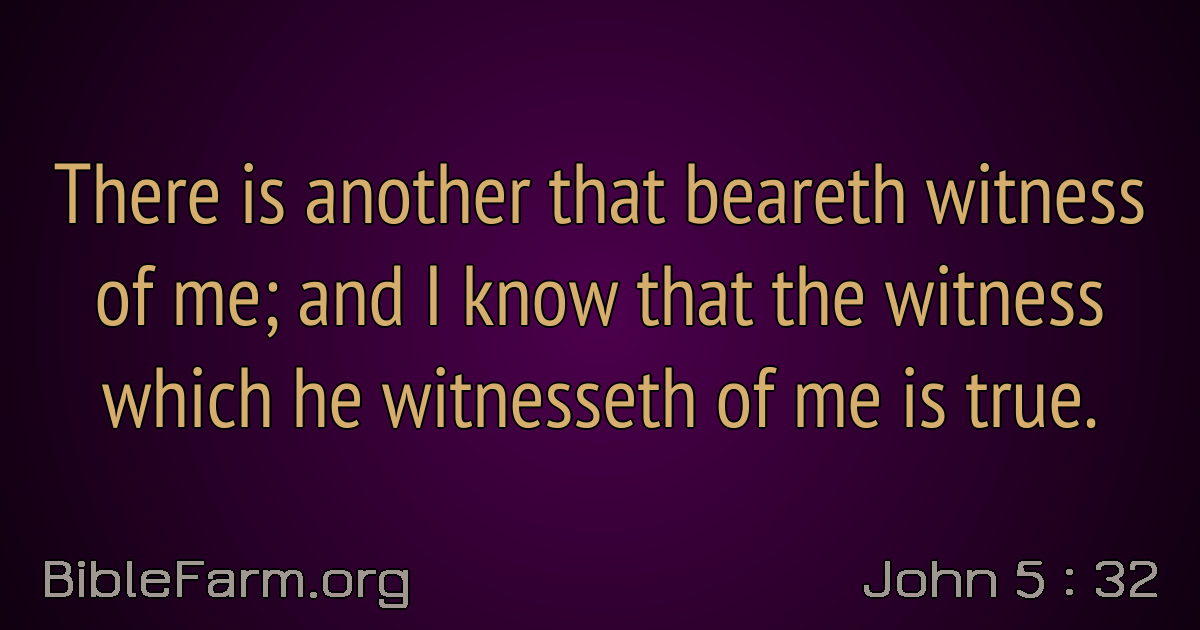 There is another that beareth witness
of me; and I know that the witness
which he witnesseth of me is true.
BibleFarm.org
John 5 : 32